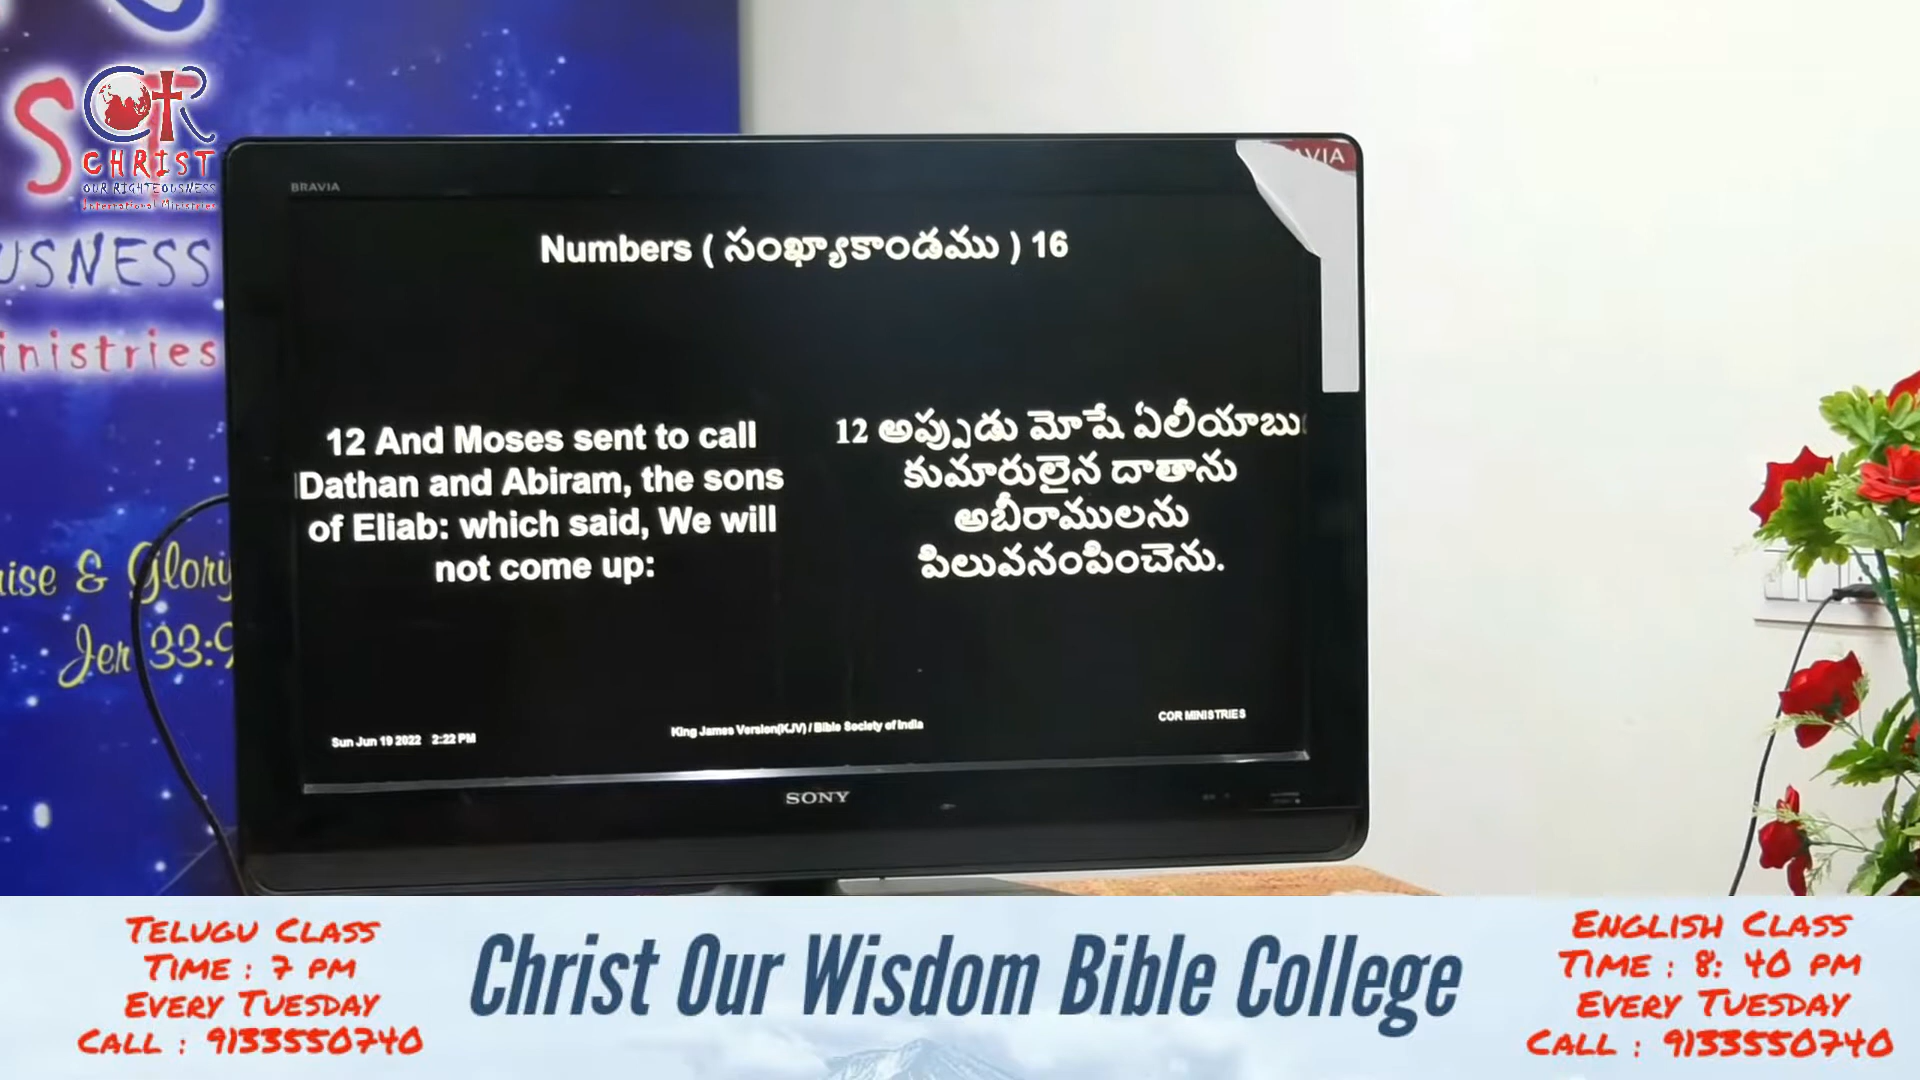 CHRIST
OUR RIGHTEOUSNESS
International Ministries
USNESS
inistries
Glory
Jer 33:9
BRAVIA
Numbers ( సంఖ్యాకాండము ) 16
12 And Moses sent to call
Dathan and Abiram, the sons
of Eliab: which said, We will
not come up:
12 అప్పుడు మోషే ఏలీయాబు
కుమారులైన దాతాను
అబీరాములను
పిలువనంపించెను.
Sun Jun 19 2022 2:22 PM
King James Version(KJV) / Bible Society of India
COR MINISTRIES
SONY
Telugu Class
Time : 7 pm
Every Tuesday
Call : 9133550740
Christ Our Wisdom Bible College
English Class
Time : 8: 40 pm
Every Tuesday
Call : 9133550740